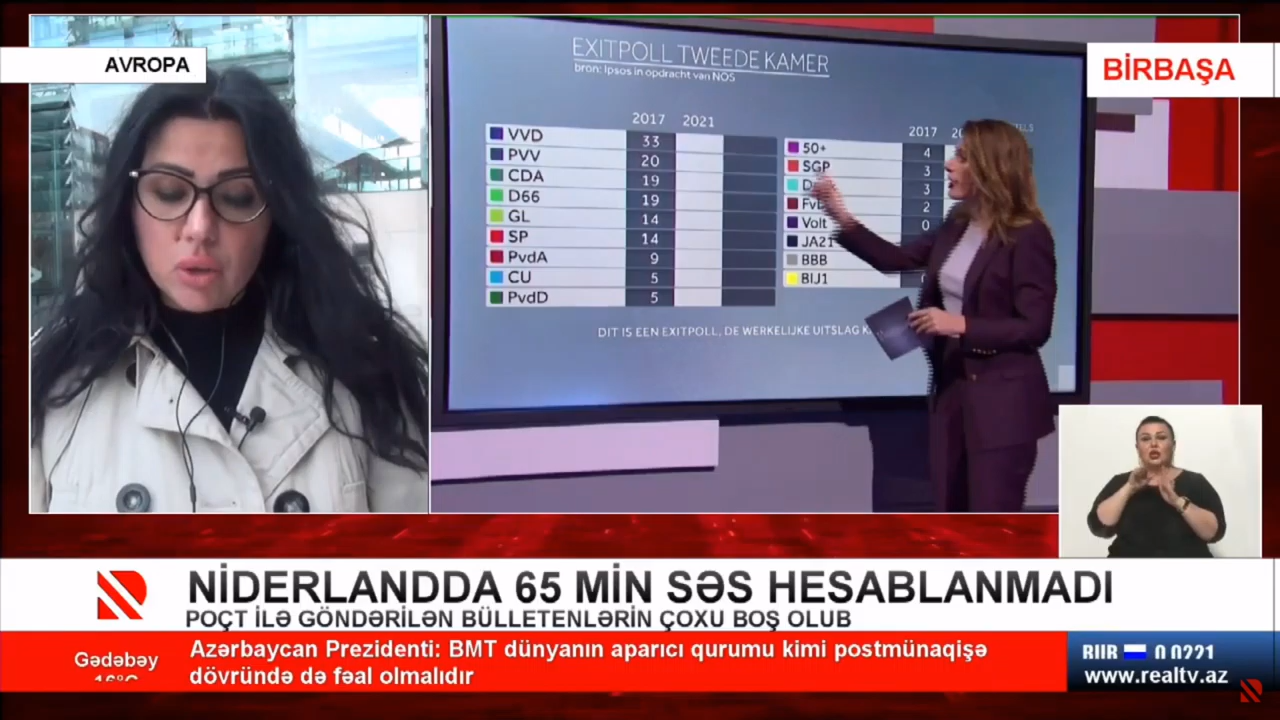 AVROPA
BİRBAŞA
EXITPOLL TWEEDE KAMER
bron: Ipsos in opdracht van NOS
2017 2021
VVD 33
PVV 20
CDA 19
D66 19
GL 14
SP 14
PvdA 9
CU 5
PvdD 5
2017
50+ 4
SGP 3
3
FvD 2
Volt 0
JA21
BBB
BIJ1
DIT IS EEN EXITPOLL, DE WERKELIJKE UITSLAG
NİDERLANDDA 65 MİN SƏS HESABLANMADI
POÇT İLƏ GÖNDƏRİLƏN BÜLLETENLƏRİN ÇOXU BOŞ OLUB
Gədəbəy
16°C
Azərbaycan Prezidenti: BMT dünyanın aparıcı qurumu kimi postmünaqişə
dövründə də fəal olmalıdır
www.realtv.az